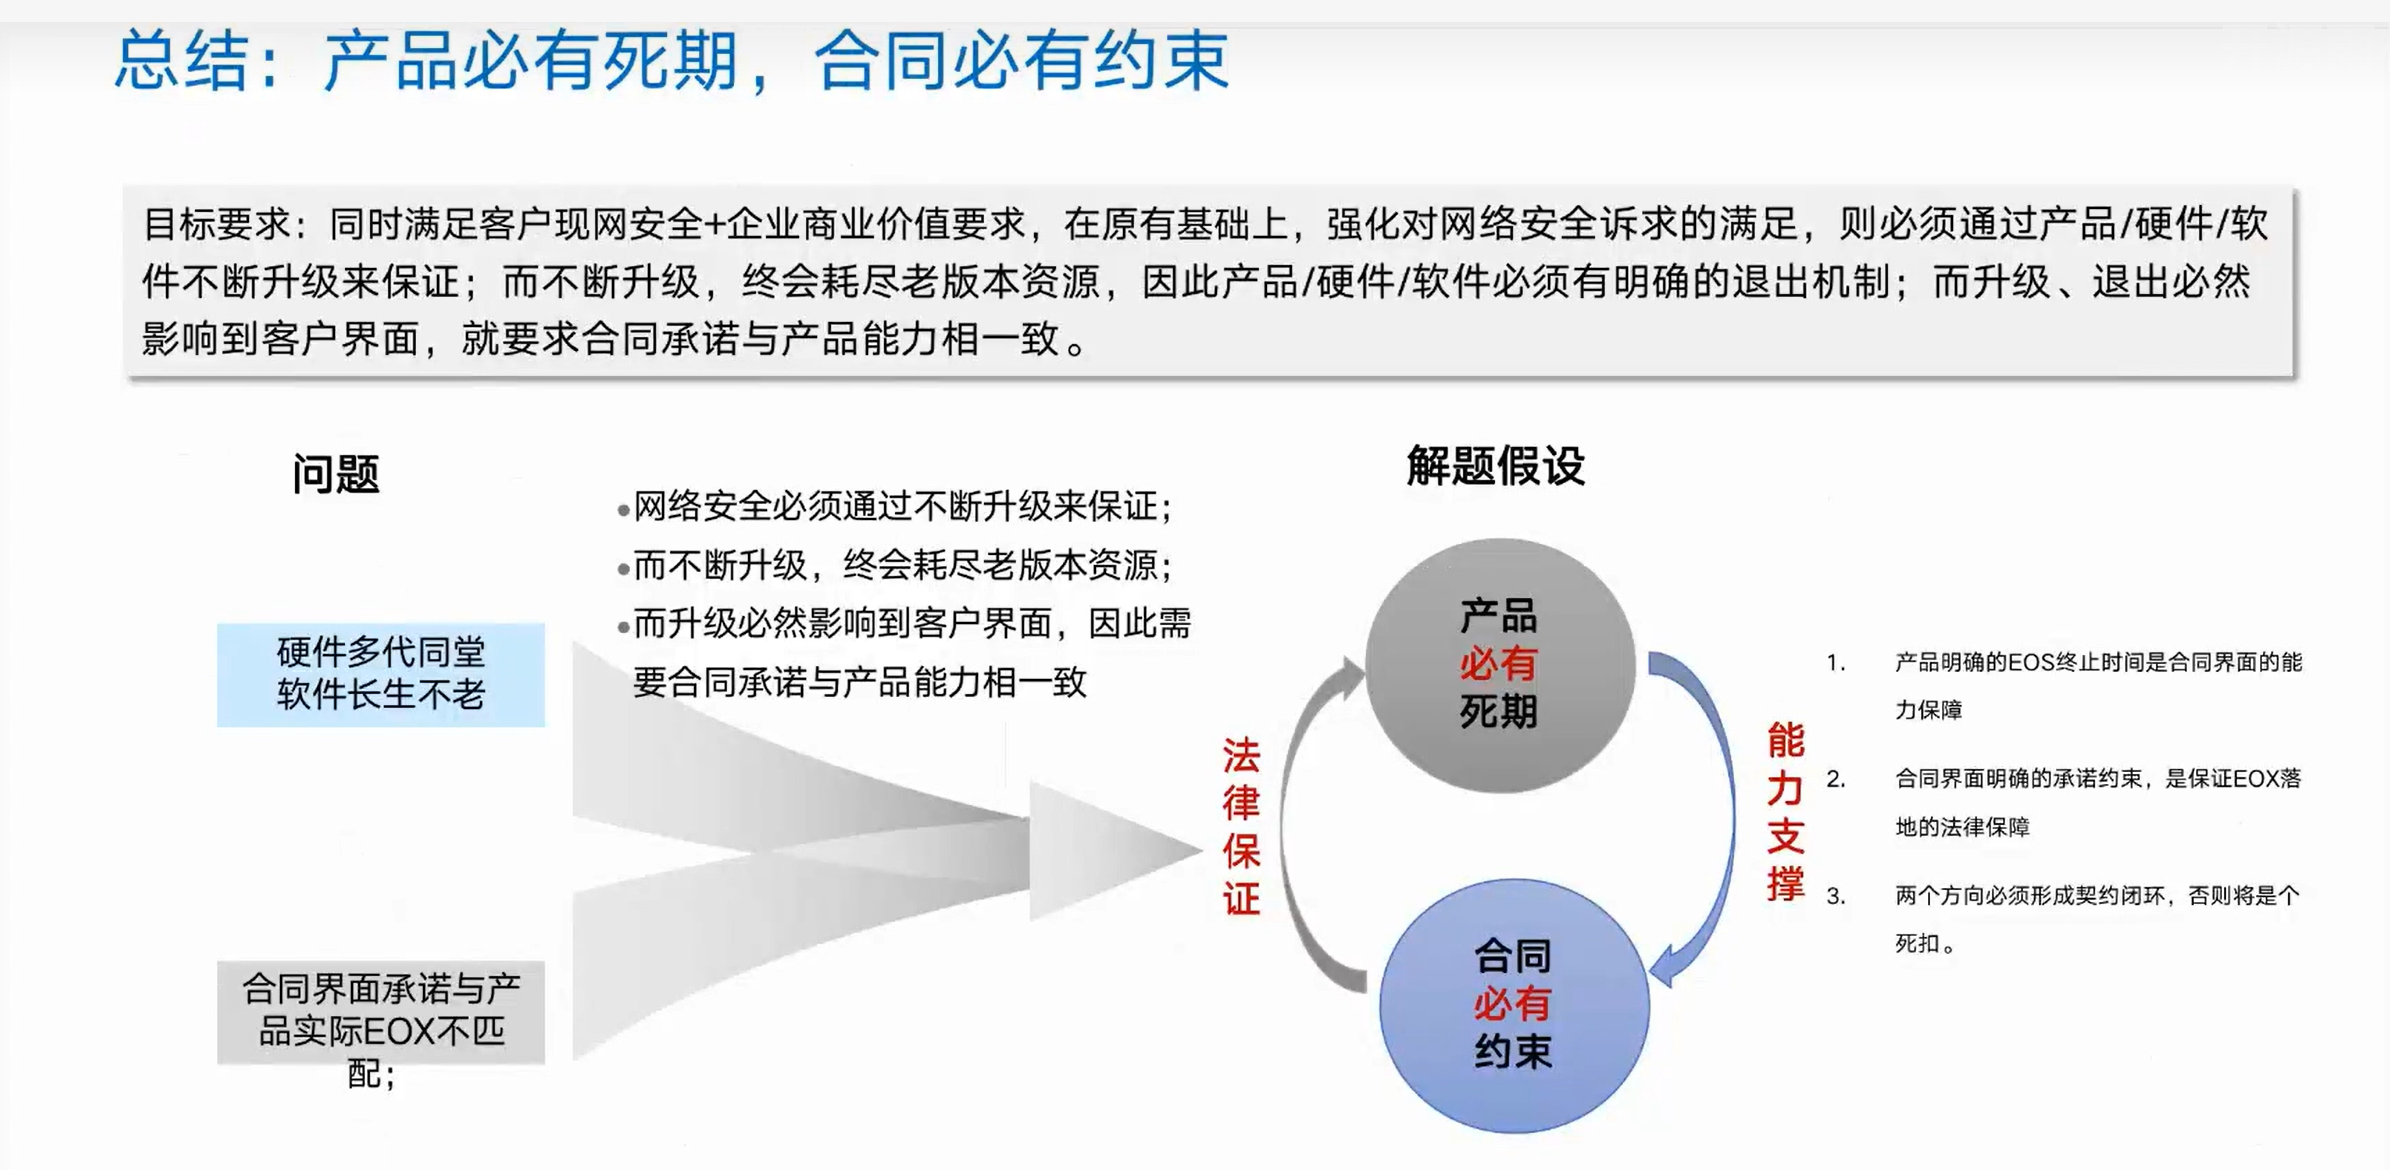 总结：产品必有死期，合同必有约束
目标要求：同时满足客户现网安全+企业商业价值要求，在原有基础上，强化对网络安全诉求的满足，则必须通过产品/硬件/软
件不断升级来保证；而不断升级，终会耗尽老版本资源，因此产品/硬件/软件必须有明确的退出机制；而升级、退出必然
影响到客户界面，就要求合同承诺与产品能力相一致。
问题
硬件多代同堂
软件长生不老
合同界面承诺与产
品实际EOX不匹
配；
•网络安全必须通过不断升级来保证；
•而不断升级，终会耗尽老版本资源；
•而升级必然影响到客户界面，因此需
要合同承诺与产品能力相一致
解题假设
法
律
保
证
产品
必有
死期
合同
必有
约束
能
力
支
撑
1. 产品明确的EOS终止时间是合同界面的能
力保障
2. 合同界面明确的承诺约束，是保证EOX落
地的法律保障
3. 两个方向必须形成契约闭环，否则将是个
死扣。